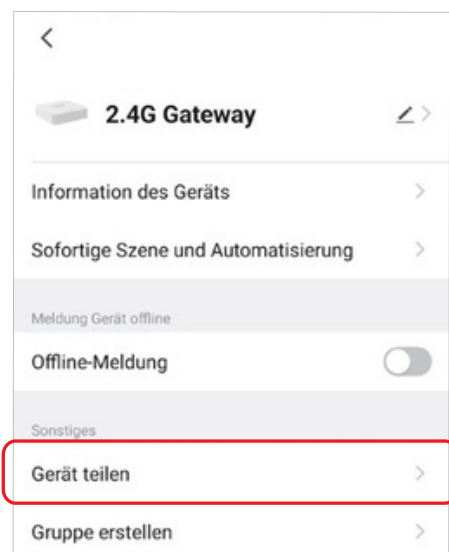 2.4G Gateway
Information des Geräts
Sofortige Szene und Automatisierung
Meldung Gerät offline
Offline-Meldung
Sonstiges
Gerät teilen
Gruppe erstellen